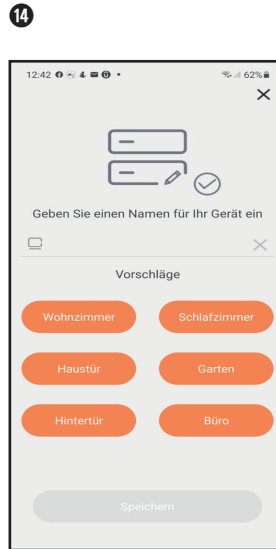 14
12:42 62%
Geben Sie einen Namen für Ihr Gerät ein
Vorschläge
Wohnzimmer Schlafzimmer
Haustür Garten
Hintertür Büro
Speichern